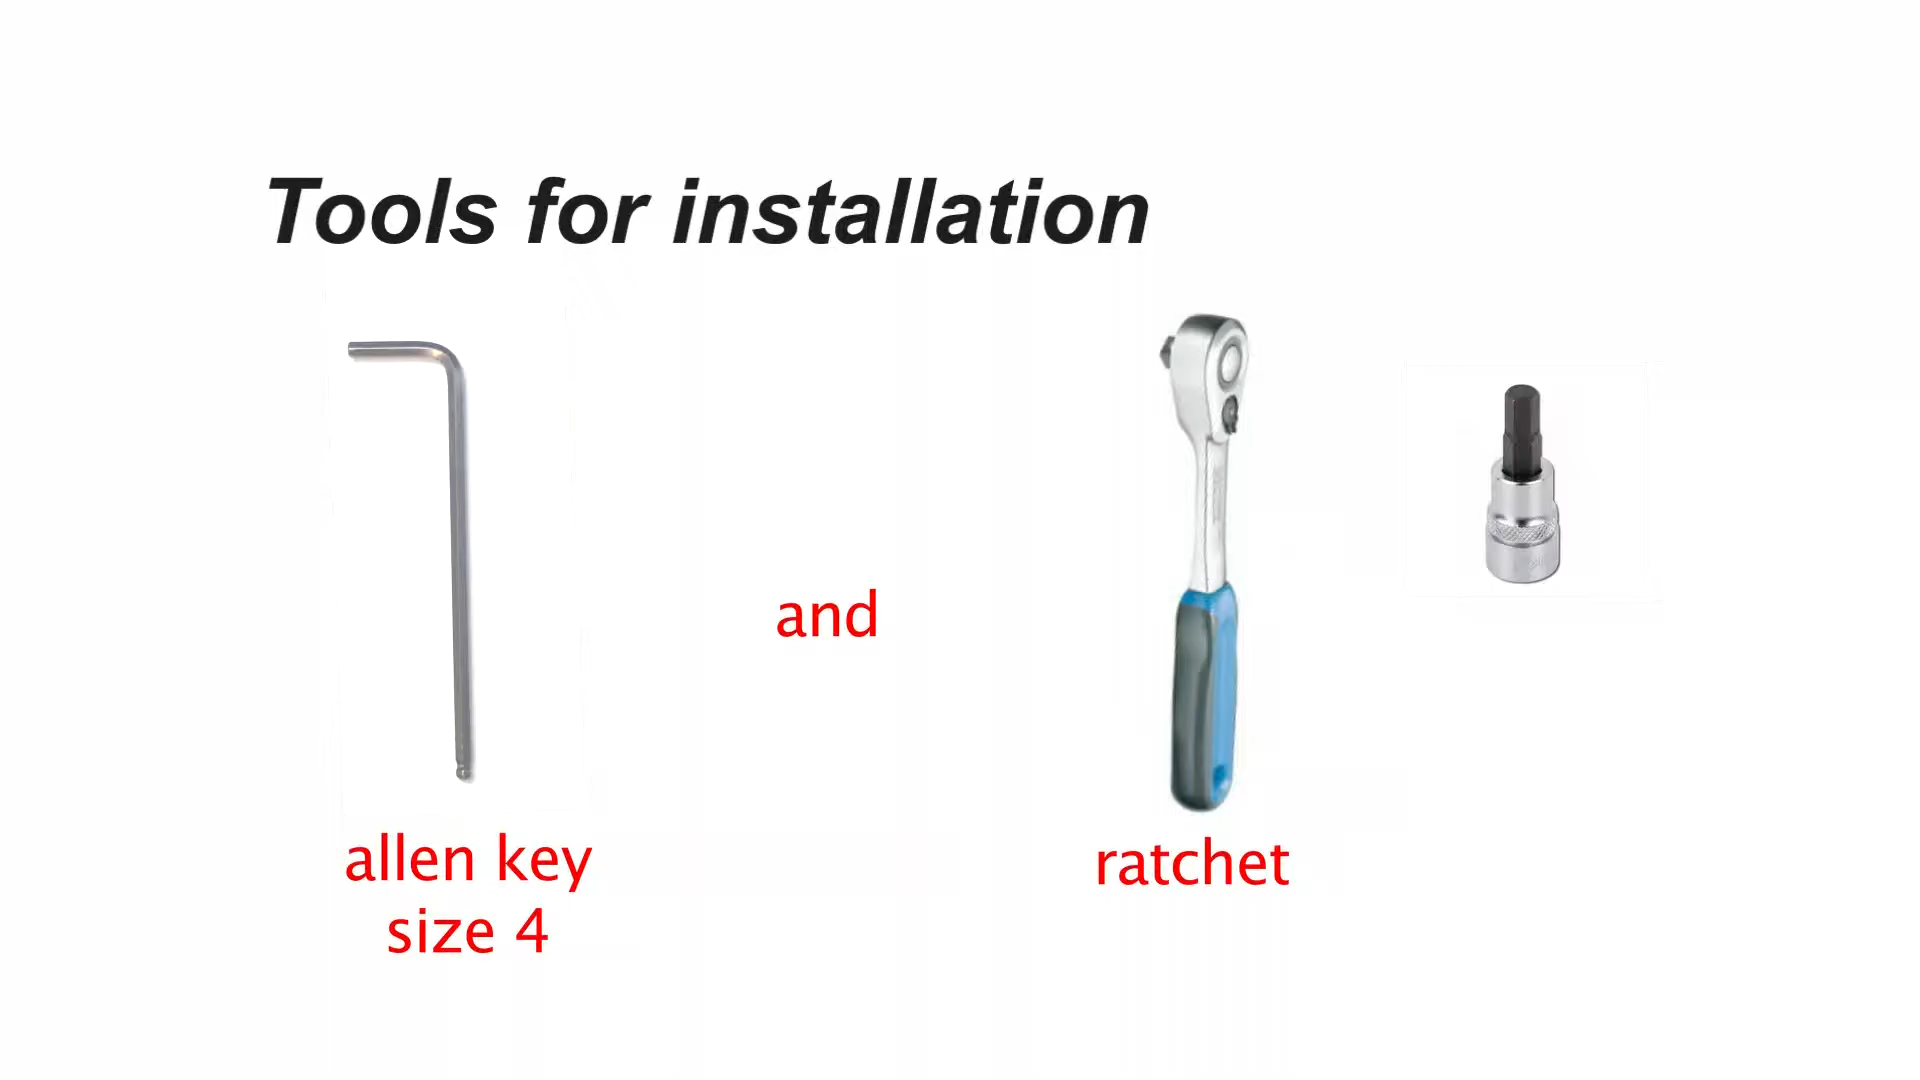 Tools for installation
and
allen key
size 4
ratchet